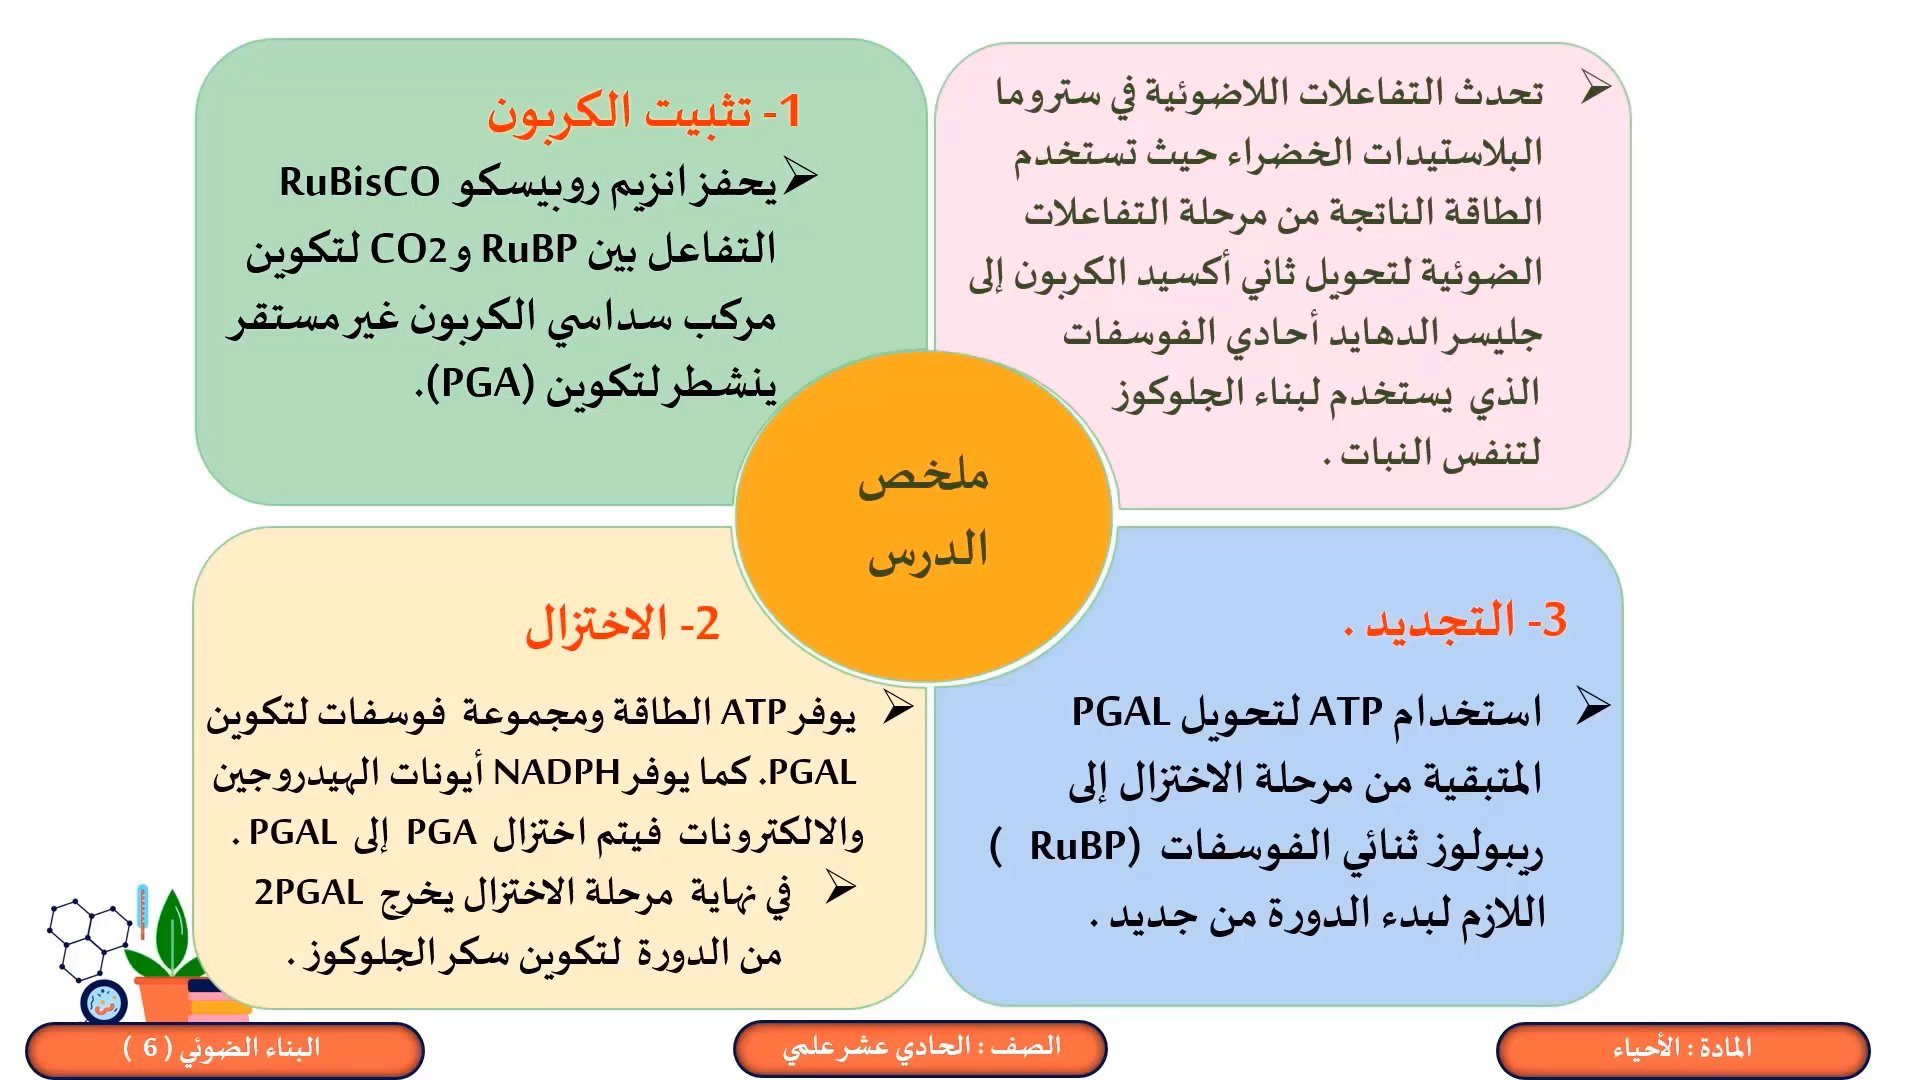 تحدث التفاعلات اللاضوئية في ستروما
البلاستيدات الخضراء حيث تستخدم
الطاقة الناتجة من مرحلة التفاعلات
الضوئية لتحويل ثاني أكسيد الكربون إلى
جليسر الدهايد أحادي الفوسفات
الذي يستخدم لبناء الجلوكوز
لتنفس النبات .
1- تثبيت الكربون
يحفز انزيم روبيسكو RuBisCO
التفاعل بين RuBP و CO2 لتكوين
مركب سداسي الكربون غير مستقر
ينشطر لتكوين (PGA).
ملخص
الدرس
2- الاختزال
يوفر ATP الطاقة ومجموعة فوسفات لتكوين
PGAL. كما يوفر NADPH أيونات الهيدروجين
والالكترونات فيتم اختزال PGA إلى PGAL .
في نهاية مرحلة الاختزال يخرج 2PGAL
من الدورة لتكوين سكر الجلوكوز .
3- التجديد .
استخدام ATP لتحويل PGAL
المتبقية من مرحلة الاختزال إلى
ريبولوز ثنائي الفوسفات (RuBP )
اللازم لبدء الدورة من جديد .
المادة : الأحياء
الصف : الحادي عشر علمي
البناء الضوئي ( 6 )